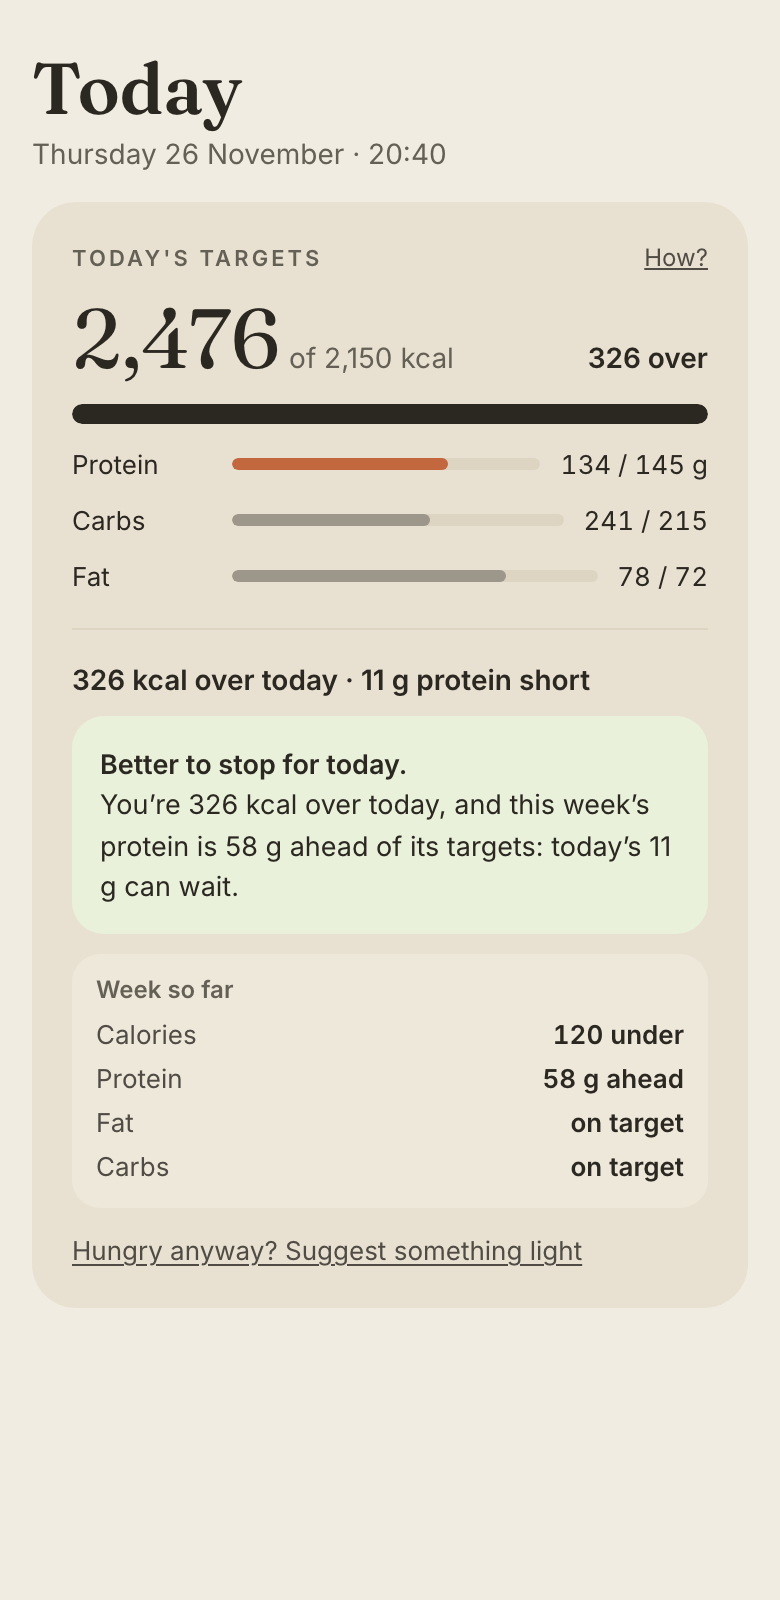 Today
Thursday 26 November · 20:40
TODAY'S TARGETS
How?
2,476 of 2,150 kcal
326 over
Protein
134 / 145 g
Carbs
241 / 215
Fat
78 / 72
326 kcal over today · 11 g protein short
Better to stop for today.
You’re 326 kcal over today, and this week’s
protein is 58 g ahead of its targets: today’s 11
g can wait.
Week so far
Calories
120 under
Protein
58 g ahead
Fat
on target
Carbs
on target
Hungry anyway? Suggest something light